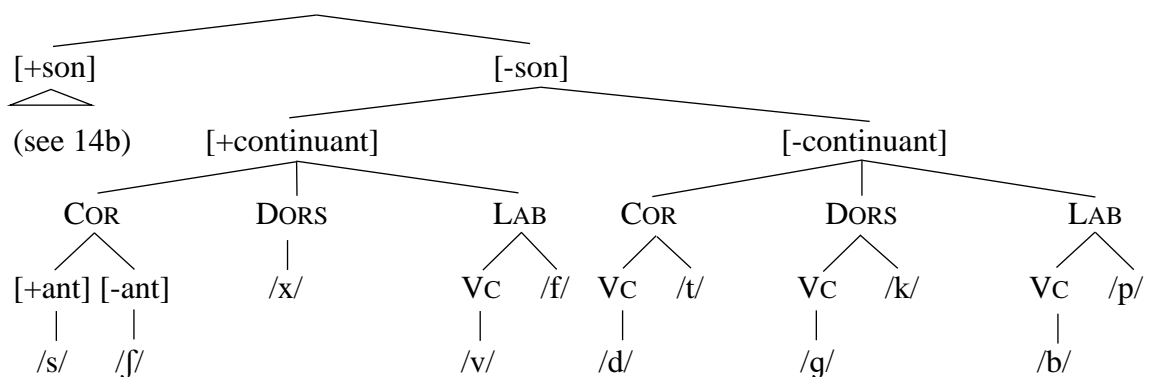 [+son] [-son]
(see 14b) [+continuant] [-continuant]
COR DORS LAB COR DORS LAB
[+ant] [-ant] /x/ VC /f/ VC /t/ VC /k/ VC /p/
/s/ /ʃ/ /v/ /d/ /g/ /b/